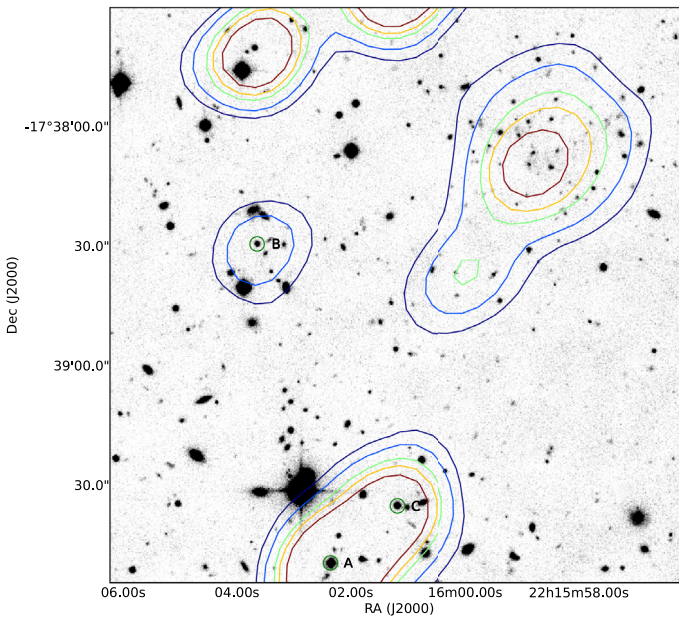 -17°38'00.0"
B
30.0"
Dec (J2000)
39'00.0"
30.0"
C
A
06.00s 04.00s 02.00s 16m00.00s 22h15m58.00s
RA (J2000)